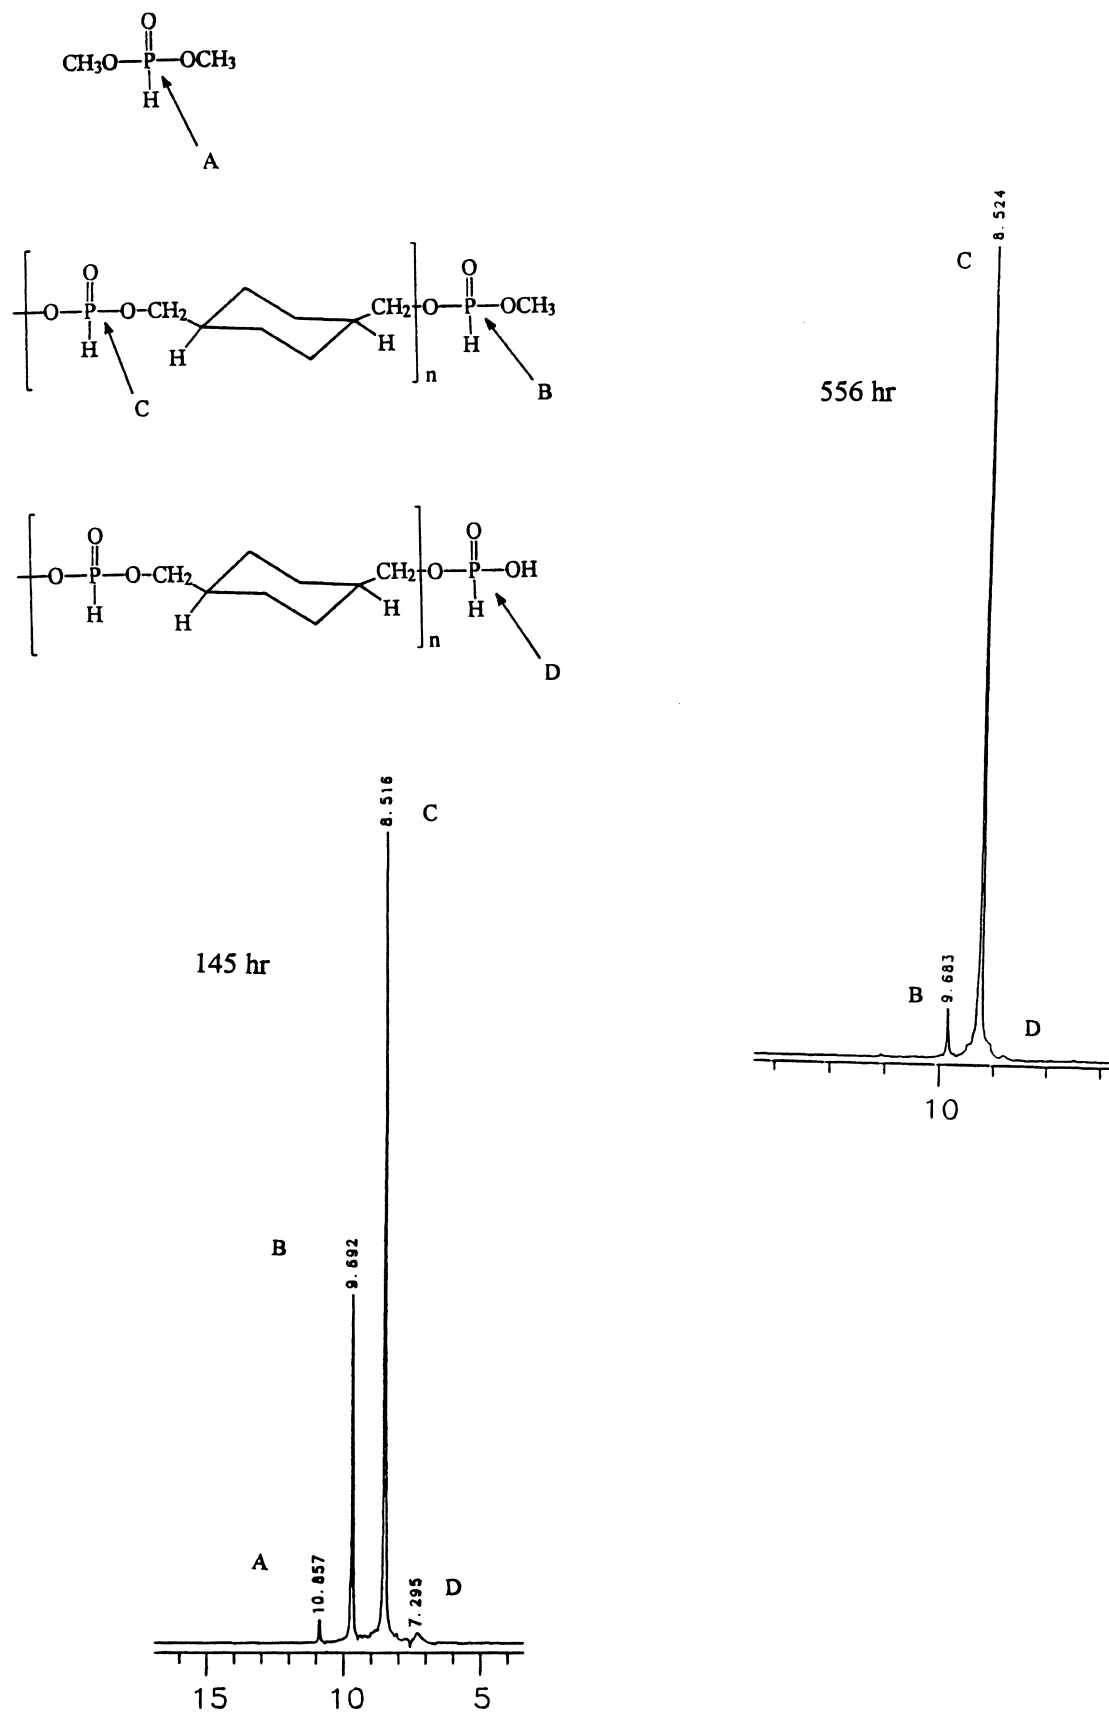 O
CH3O—P—OCH3
H
A
O
O
—O—P—O—CH2
CH2
O—P—OCH3
H
H
H
H
n
C
B
O
O
—O—P—O—CH2
CH2
O—P—OH
H
H
H
H
n
D
8.524
C
556 hr
B
9.683
D
10
8.516
C
145 hr
B
9.692
A
10.857
7.295
D
15
10
5